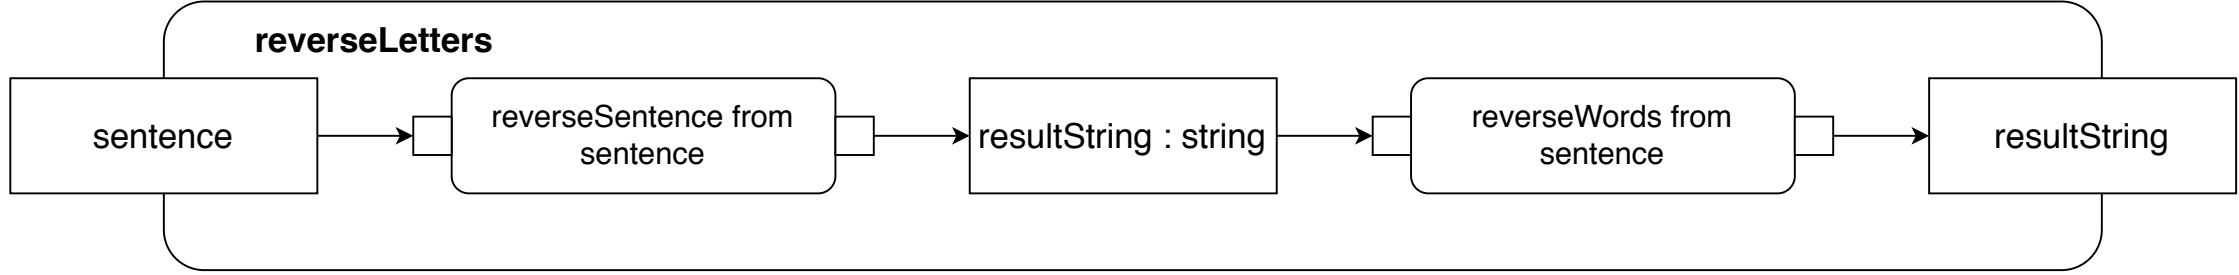 reverseLetters
sentence
reverseSentence from
sentence
resultString : string
reverseWords from
sentence
resultString